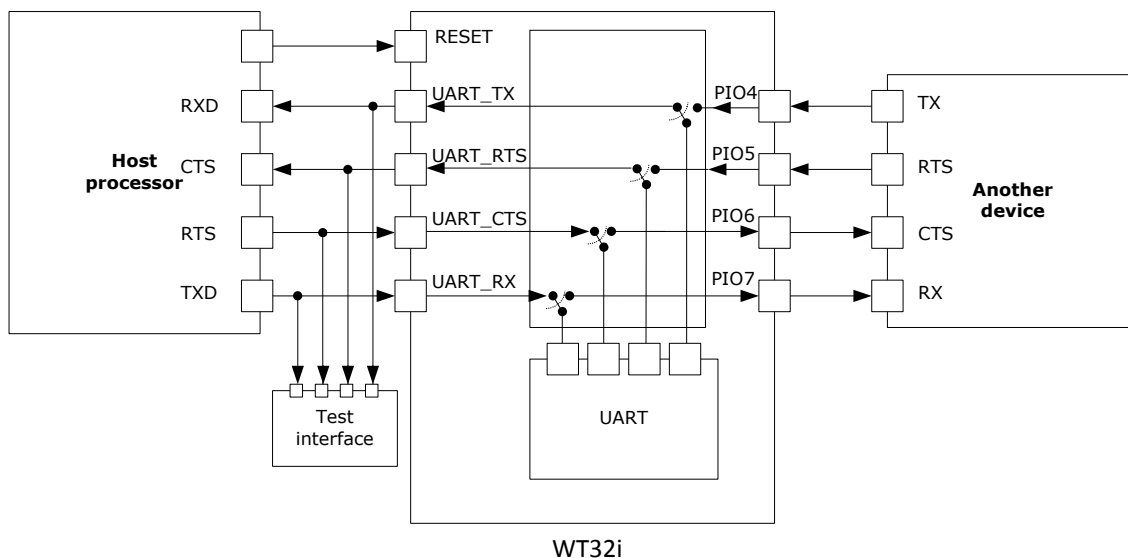 RESET
RXD
UART_TX
PIO4
TX
Host
processor
CTS
UART_RTS
PIO5
RTS
Another
device
RTS
UART_CTS
PIO6
CTS
TXD
UART_RX
PIO7
RX
Test
interface
UART
WT32i